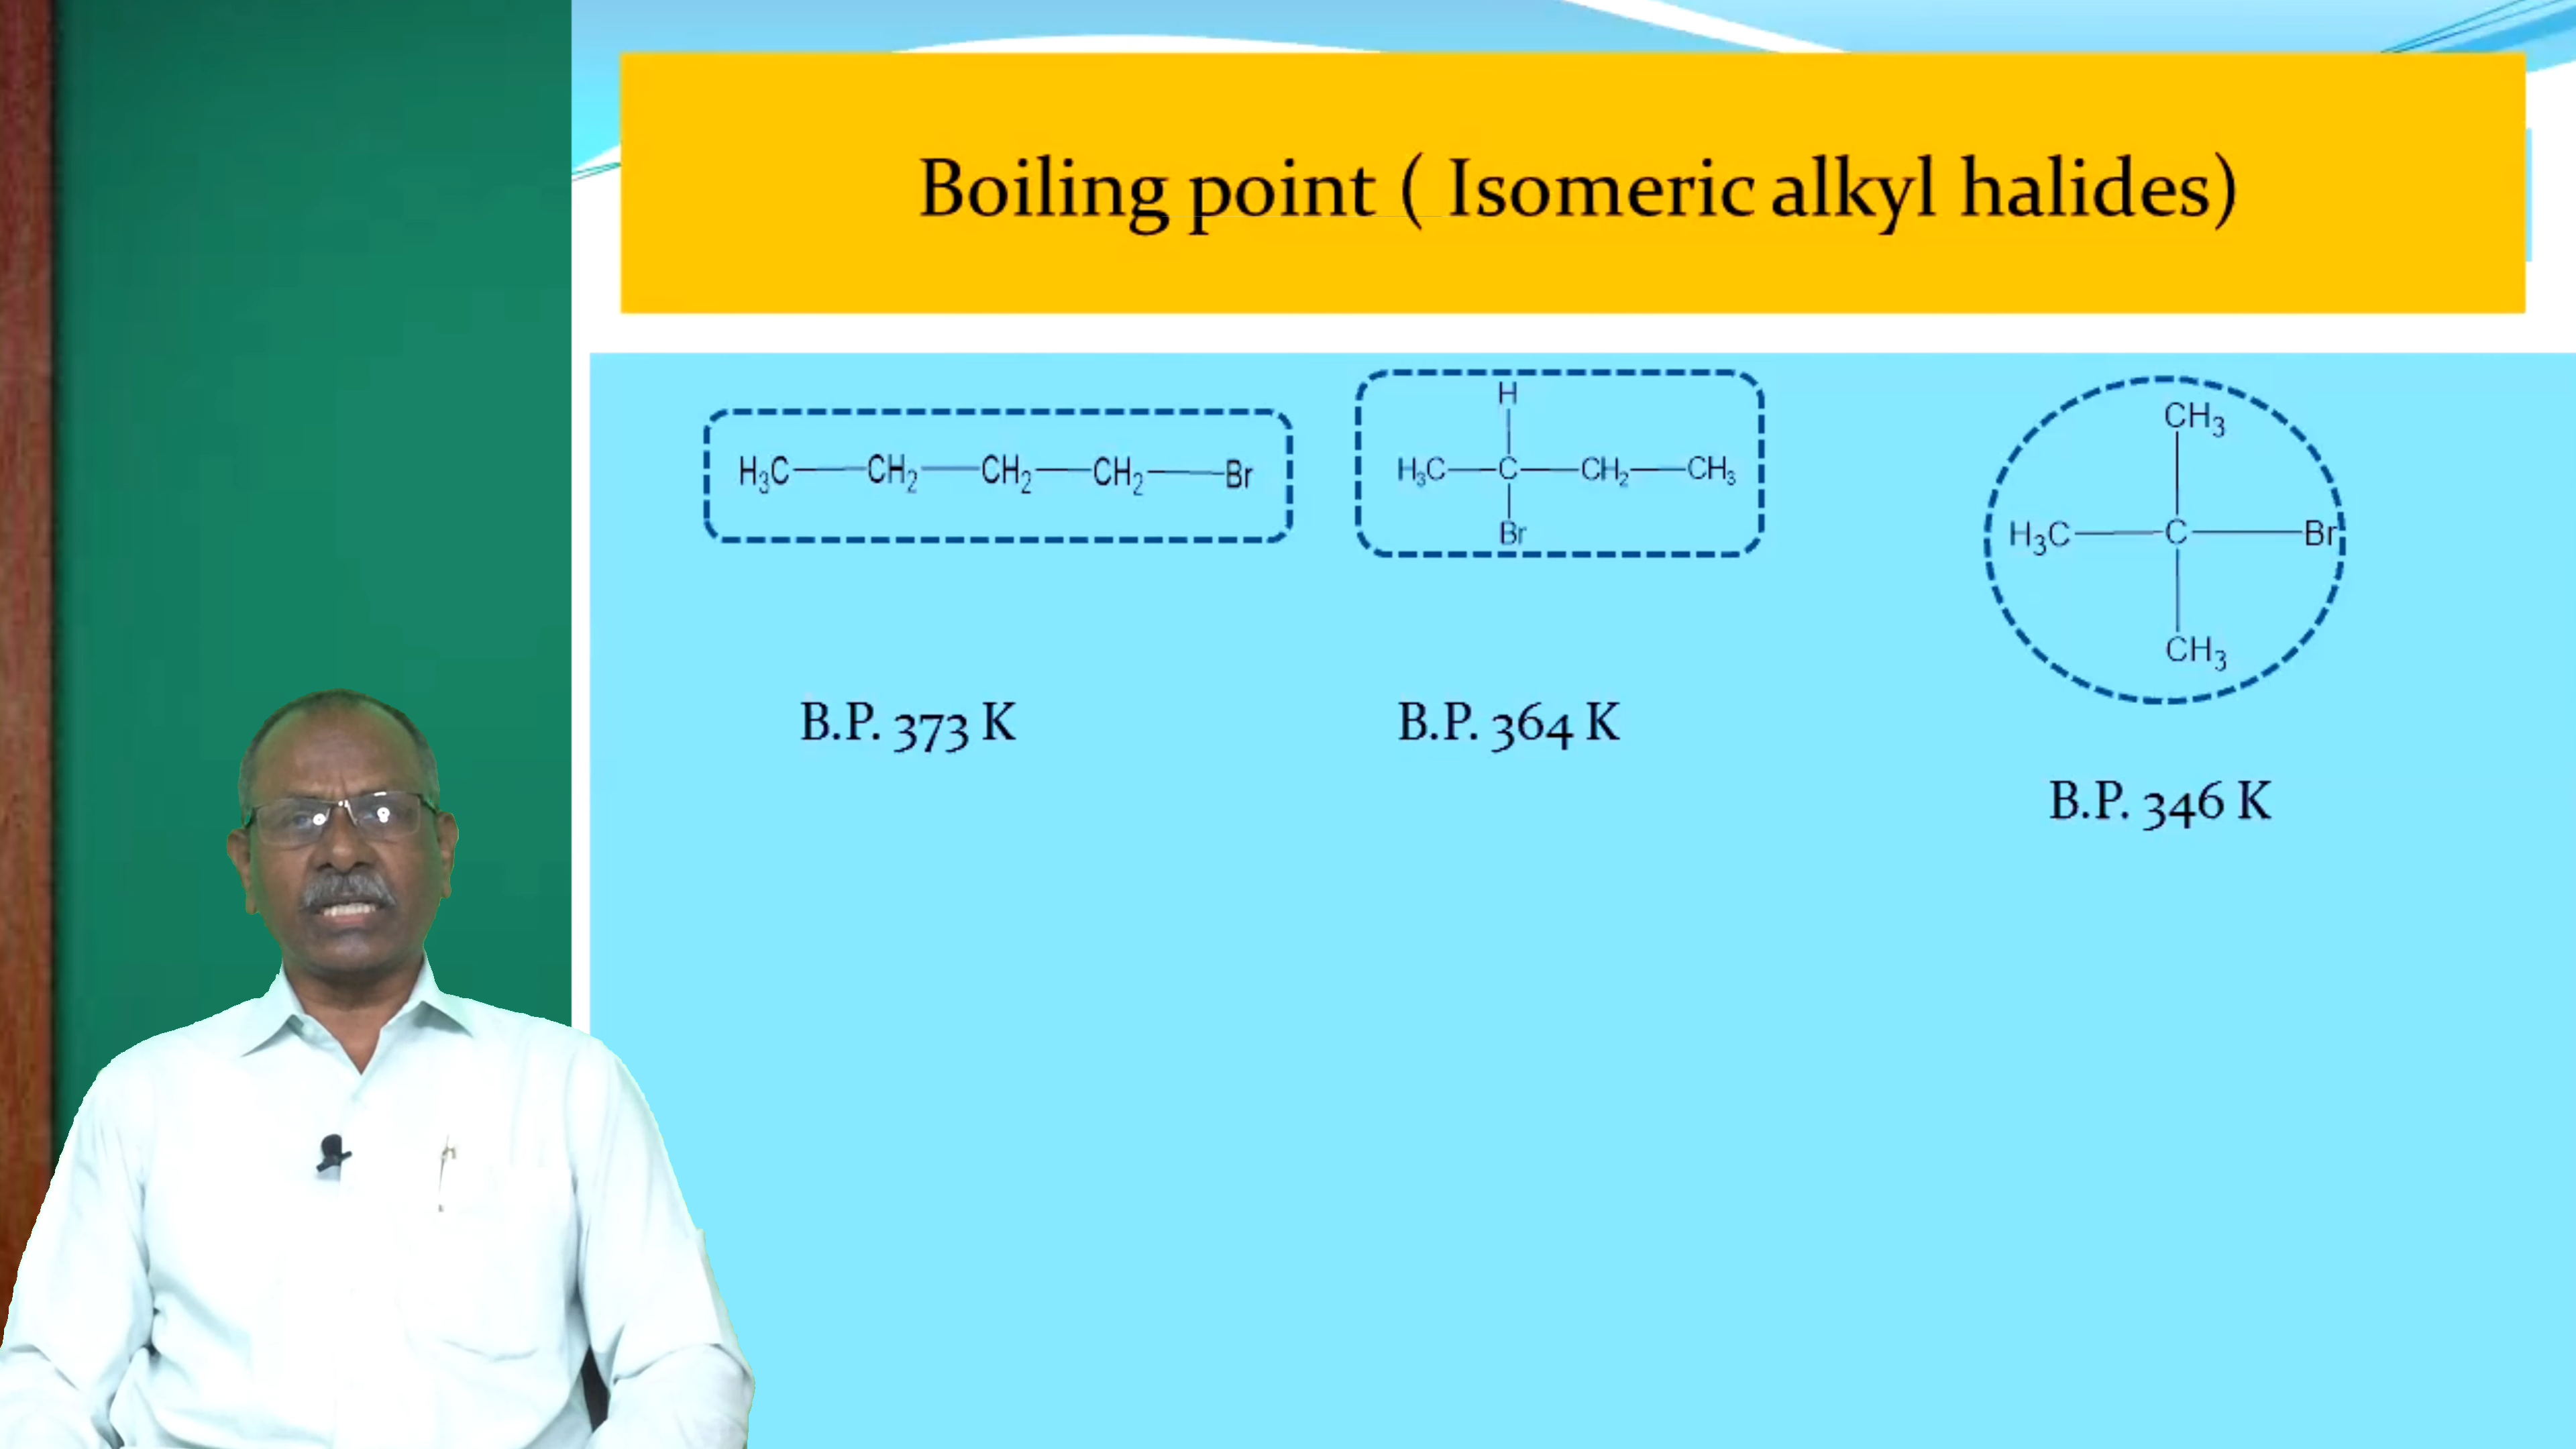 Boiling point ( Isomeric alkyl halides)
H
CH₃
H₃C—CH₂—CH₂—CH₂—Br
H₃C—C—CH₂—CH₃
Br
H₃C—C—Br
CH₃
B.P. 373 K
B.P. 364 K
B.P. 346 K